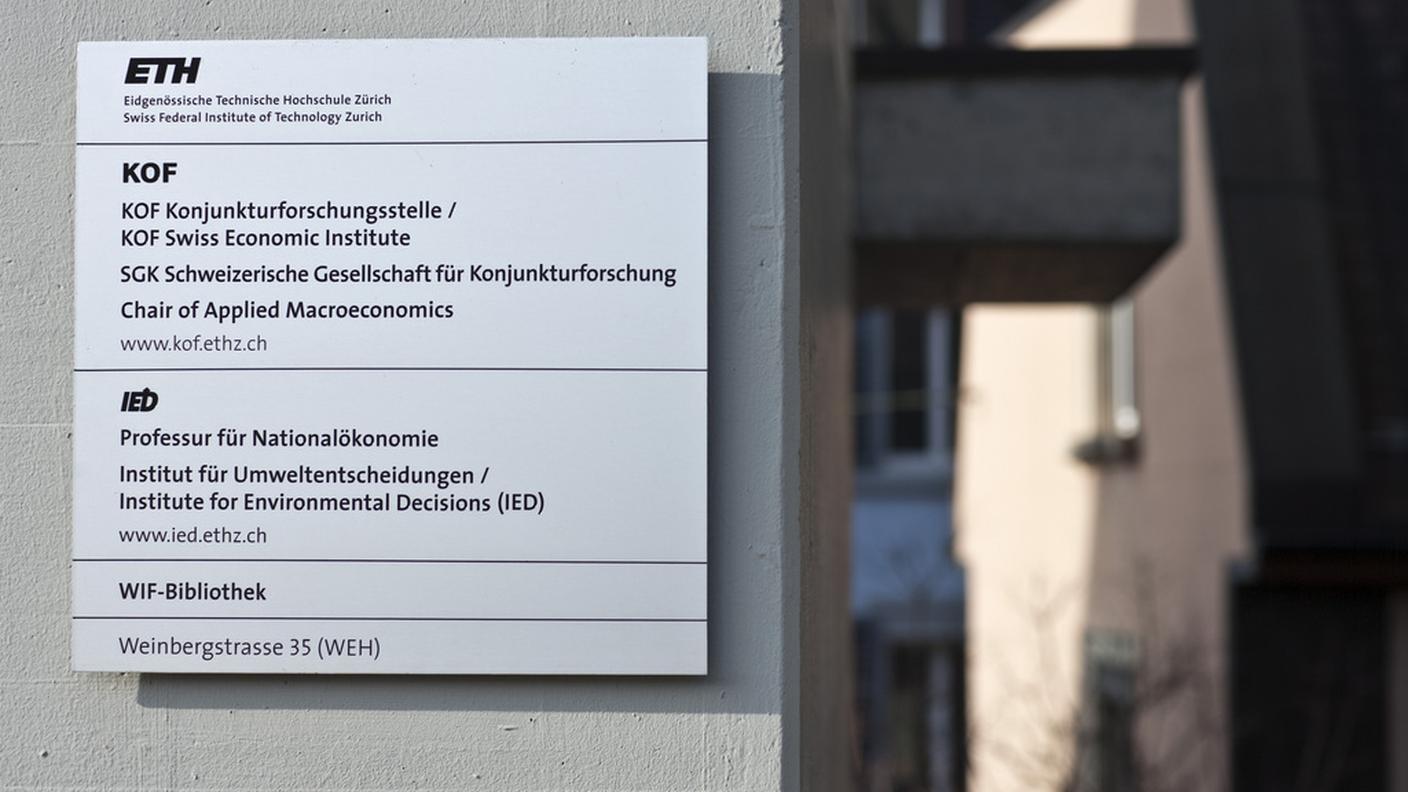 ETH
Eidgenössische Technische Hochschule Zürich
Swiss Federal Institute of Technology Zurich
KOF
KOF Konjunkturforschungsstelle /
KOF Swiss Economic Institute
SGK Schweizerische Gesellschaft für Konjunkturforschung
Chair of Applied Macroeconomics
www.kof.ethz.ch
IED
Professur für Nationalökonomie
Institut für Umweltentscheidungen /
Institute for Environmental Decisions (IED)
www.ied.ethz.ch
WIF-Bibliothek
Weinbergstrasse 35 (WEH)